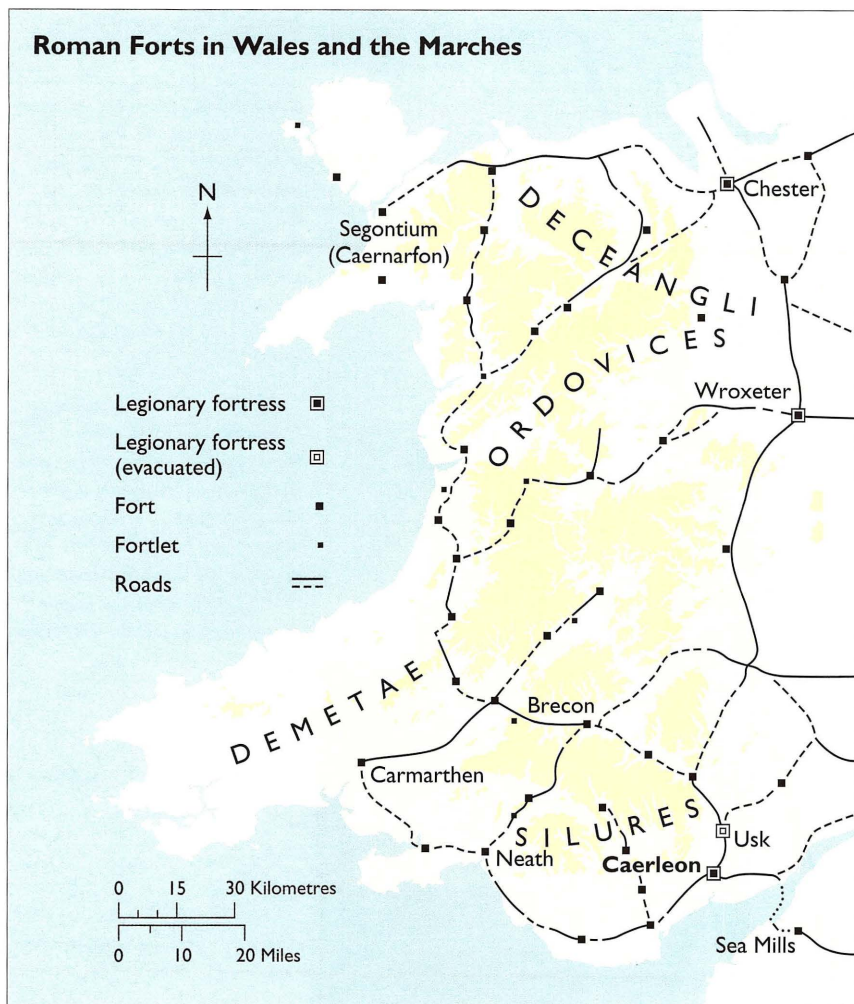 Roman Forts in Wales and the Marches
N
Chester
Segontium
(Caernarfon)
DECEANGLI
ORDOVICES
Wroxeter
Legionary fortress
Legionary fortress
(evacuated)
Fort
Fortlet
Roads
DEMETAE
Brecon
Carmarthen
SILURES
Usk
Neath
Caerleon
0 15 30 Kilometres
0 10 20 Miles
Sea Mills